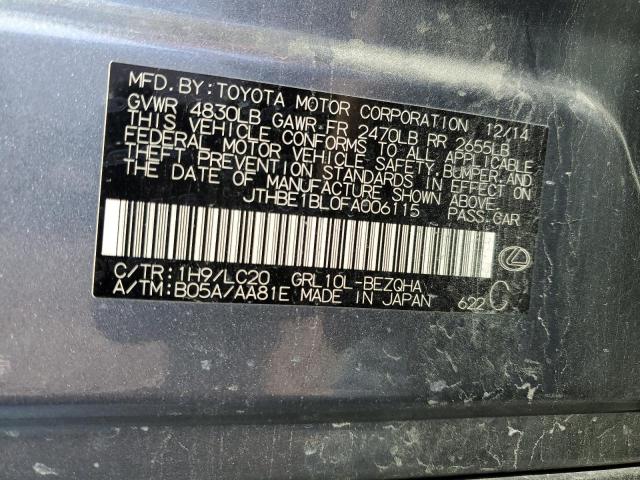 MFD. BY: TOYOTA MOTOR CORPORATION 12/14
GVWR 4830LB GAWR FR 2470LB RR 2655LB
THIS VEHICLE CONFORMS TO ALL APPLICABLE
FEDERAL MOTOR VEHICLE SAFETY, BUMPER, AND
THEFT PREVENTION STANDARDS IN EFFECT ON
THE DATE OF MANUFACTURE SHOWN ABOVE.
JTHBE1BL0FA006115 PASS. CAR
C/TR: 1H9/LC20 GRL10L-BEZQHA
A/TM: B05A/AA81E MADE IN JAPAN 622 C